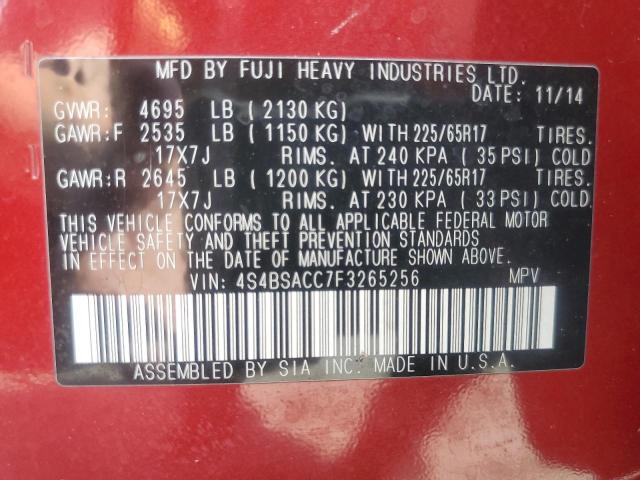 MFD BY FUJI HEAVY INDUSTRIES LTD.
DATE: 11/14
GVWR: 4695 LB (2130 KG)
GAWR:F 2535 LB (1150 KG) WITH 225/65R17 TIRES.
17X7J RIMS. AT 240 KPA (35 PSI) COLD
GAWR:R 2645 LB (1200 KG) WITH 225/65R17 TIRES.
17X7J RIMS. AT 230 KPA (33 PSI) COLD.
THIS VEHICLE CONFORMS TO ALL APPLICABLE FEDERAL MOTOR
VEHICLE SAFETY AND THEFT PREVENTION STANDARDS IN EFFECT
ON THE DATE OF MANUFACTURE SHOWN ABOVE.
VIN: 4S4BSACC7F3265256 MPV
ASSEMBLED BY SIA INC. MADE IN U.S.A.